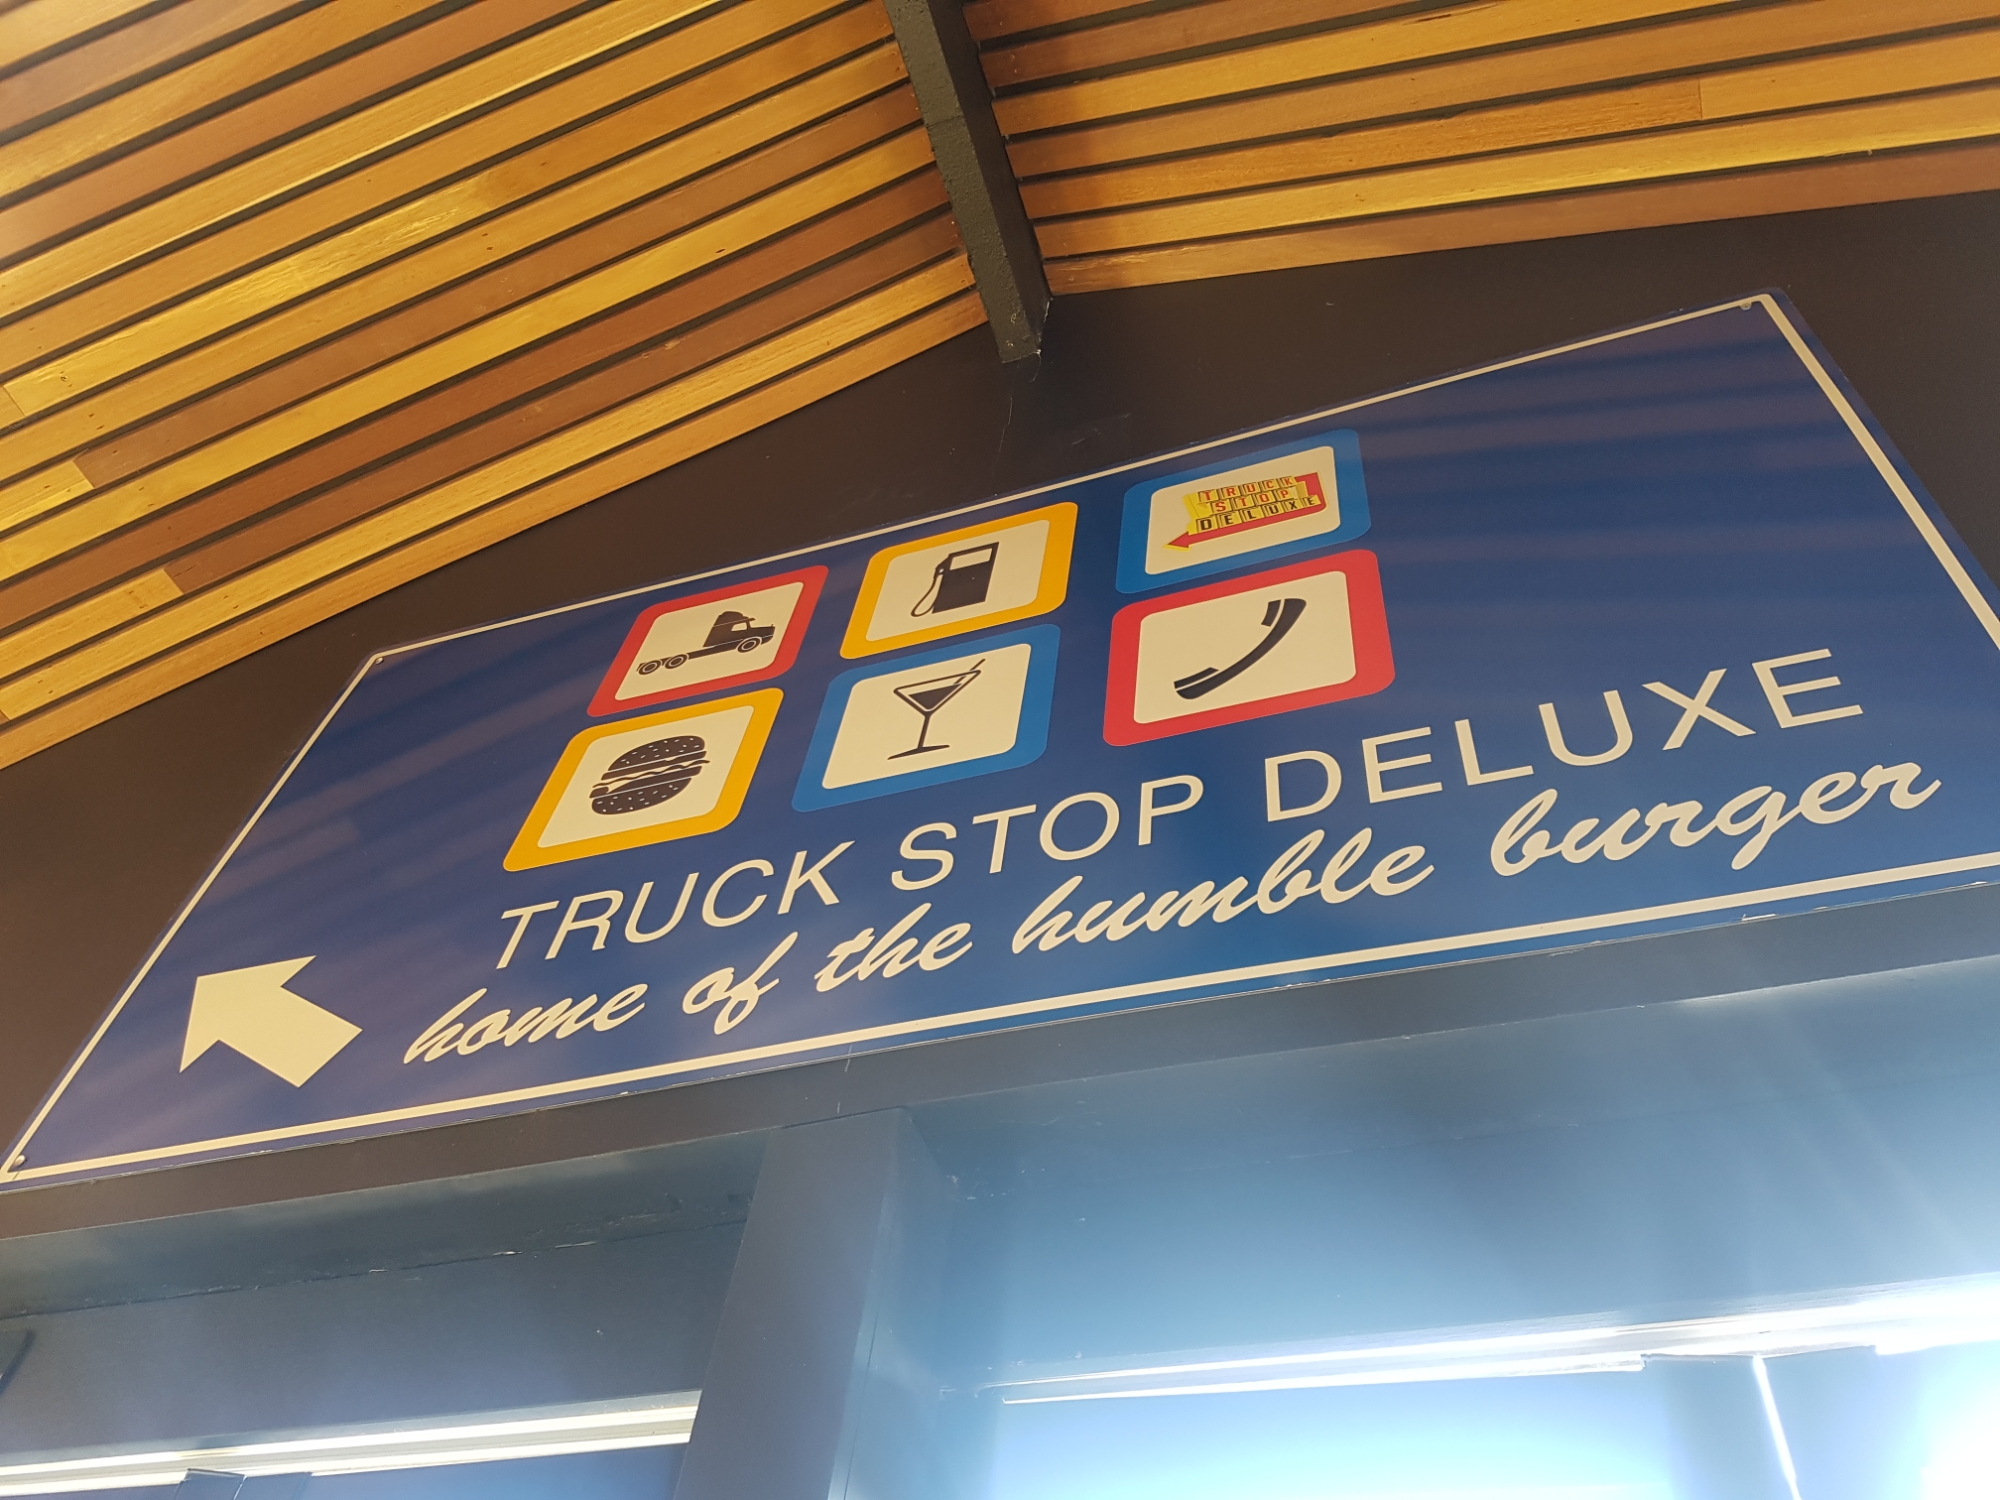 TRUCK
STOP
DELUXE
TRUCK STOP DELUXE
home of the humble burger